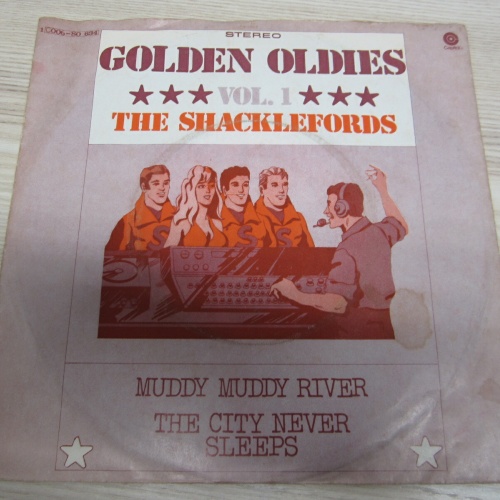 STEREO
GOLDEN OLDIES
★★★ VOL. 1 ★★★
THE SHACKLEFORDS
S S S
MUDDY MUDDY RIVER
THE CITY NEVER
SLEEPS